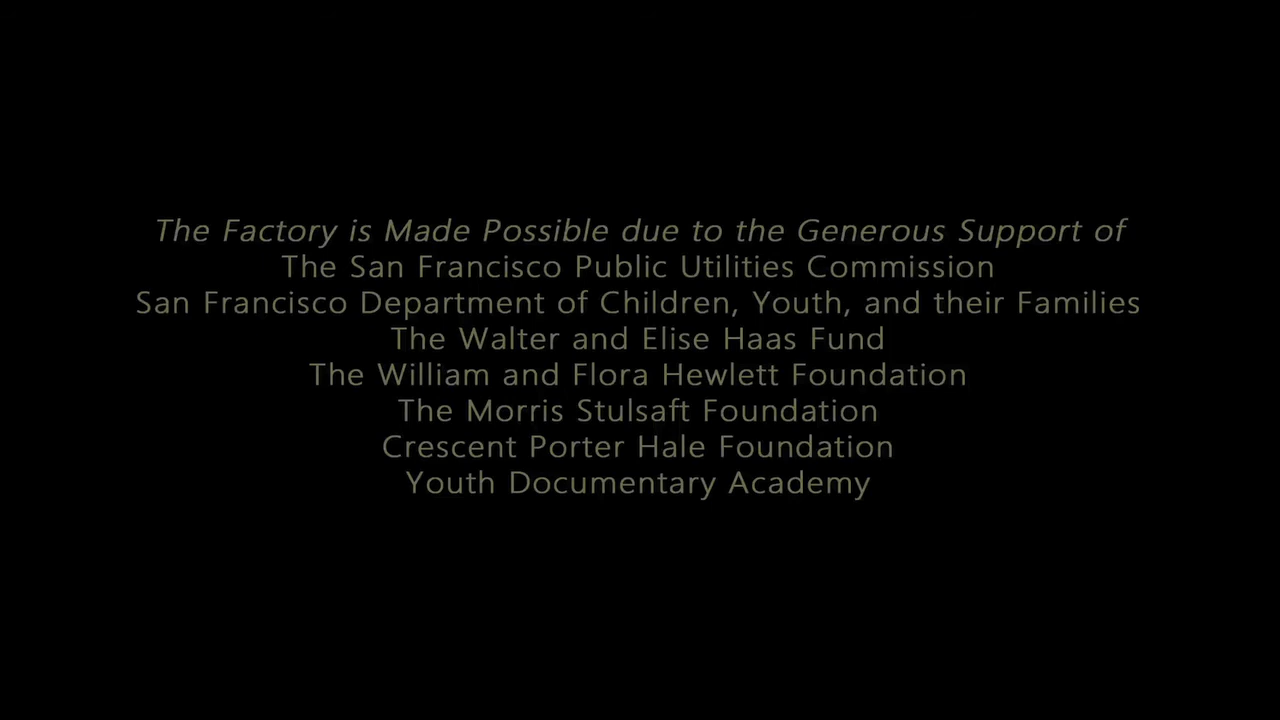 The Factory is Made Possible due to the Generous Support of
The San Francisco Public Utilities Commission
San Francisco Department of Children, Youth, and their Families
The Walter and Elise Haas Fund
The William and Flora Hewlett Foundation
The Morris Stulsaft Foundation
Crescent Porter Hale Foundation
Youth Documentary Academy